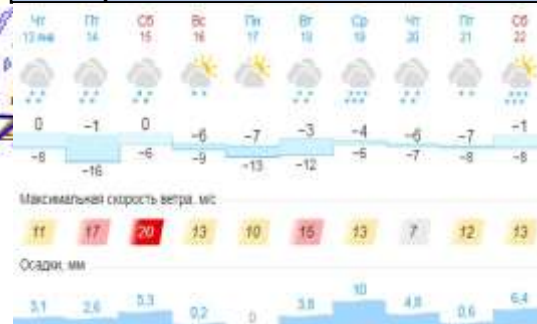 Чт Пт Сб Вс Пн Вт Ср Чт Пт Сб
13 янв 14 15 16 17 18 19 20 21 22
0 −1 0 −6 −7 −3 −4 −6 −7 −1
−8 −16 −6 −9 −13 −12 −6 −7 −8 −8
Максимальная скорость ветра, м/с
11 17 20 13 10 15 13 7 12 13
Осадки, мм
3,1 2,6 5,3 0,2 0 3,8 10 4,8 0,6 6,4